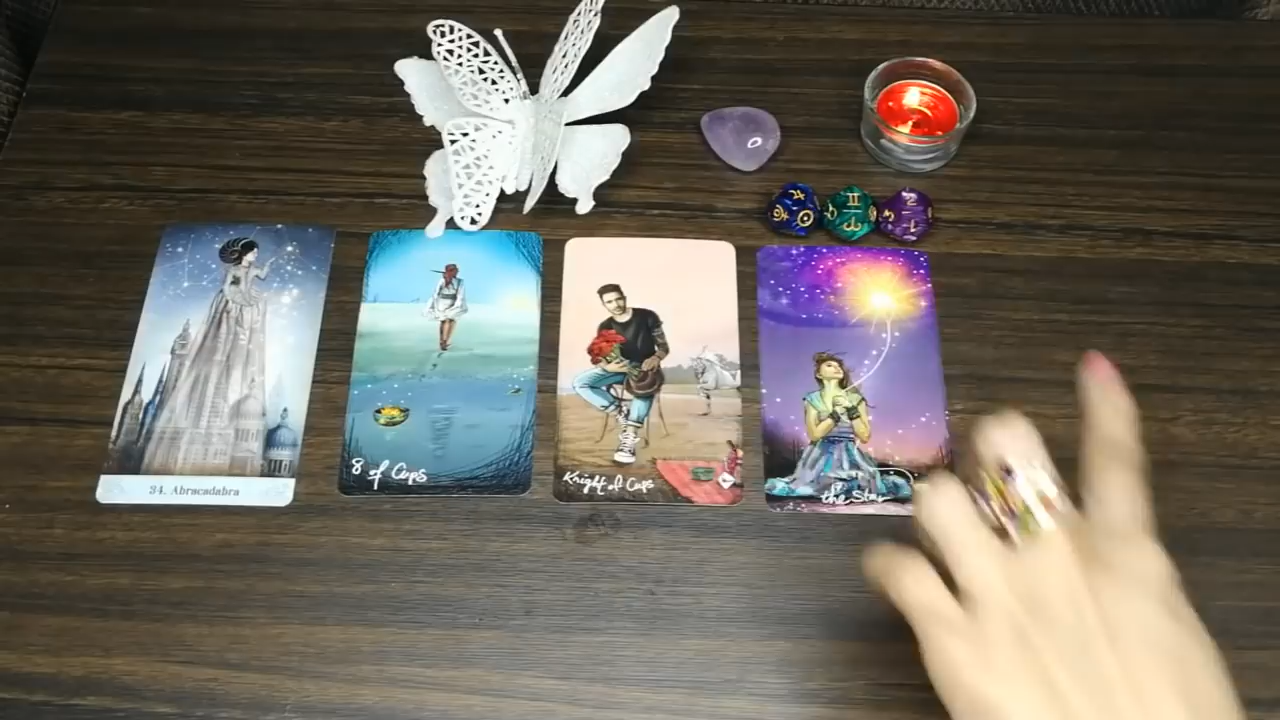 34. Abracadabra
8 of Cups
Knight of Cups
the Star